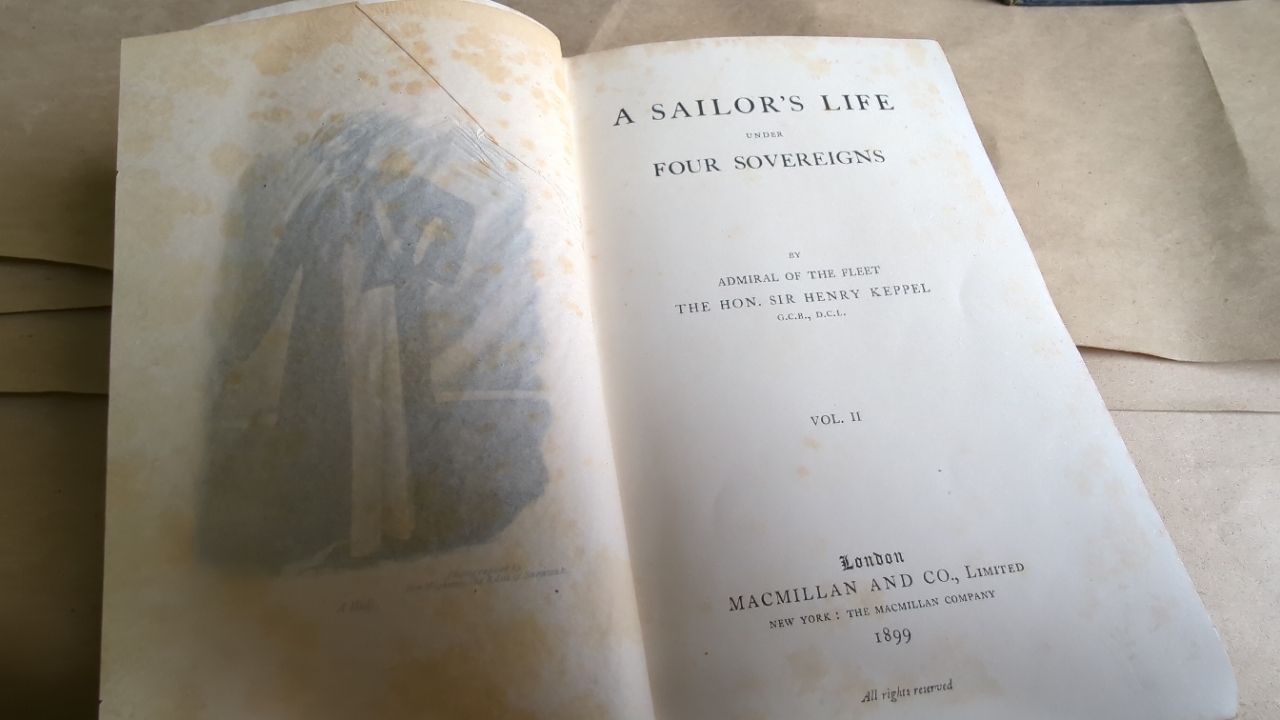 A SAILOR'S LIFE
UNDER
FOUR SOVEREIGNS
BY
ADMIRAL OF THE FLEET
THE HON. SIR HENRY KEPPEL
G.C.B., D.C.L.
VOL. II
London
MACMILLAN AND CO., LIMITED
NEW YORK: THE MACMILLAN COMPANY
1899
All rights reserved